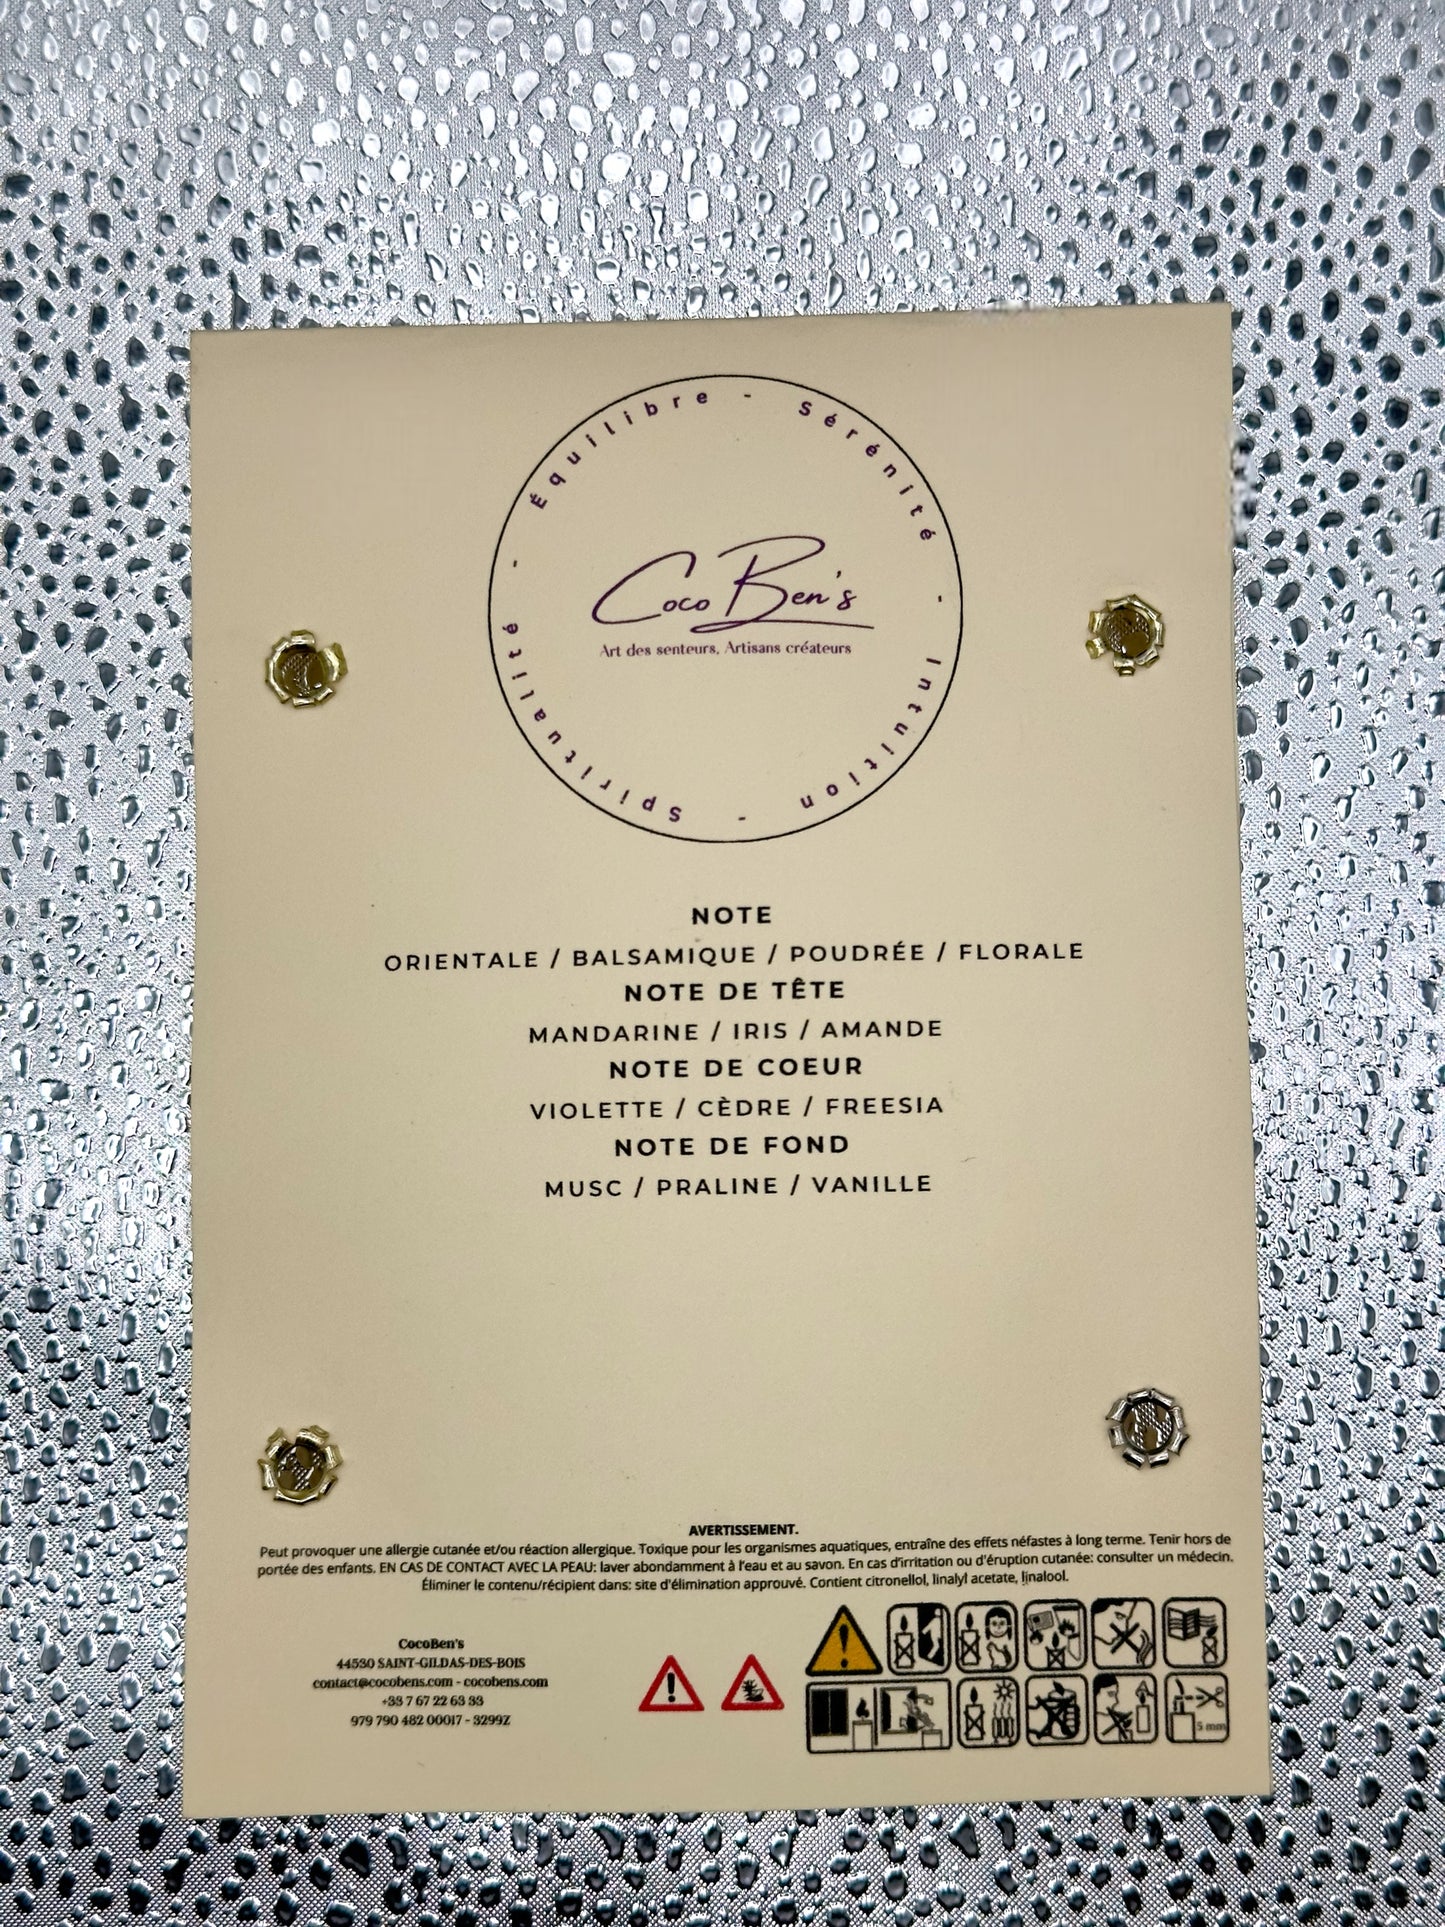 Équilibre - Sérénité - Intuition - Spiritualité -
Coco Ben's
Art des senteurs, Artisans créateurs
NOTE
ORIENTALE / BALSAMIQUE / POUDRÉE / FLORALE
NOTE DE TÊTE
MANDARINE / IRIS / AMANDE
NOTE DE COEUR
VIOLETTE / CÈDRE / FREESIA
NOTE DE FOND
MUSC / PRALINE / VANILLE
AVERTISSEMENT.
Peut provoquer une allergie cutanée et/ou réaction allergique. Toxique pour les organismes aquatiques, entraîne des effets néfastes à long terme. Tenir hors de
portée des enfants. EN CAS DE CONTACT AVEC LA PEAU: laver abondamment à l'eau et au savon. En cas d'irritation ou d'éruption cutanée: consulter un médecin.
Éliminer le contenu/récipient dans: site d'élimination approuvé. Contient citronellol, linalyl acetate, linalool.
CocoBen's
44530 SAINT-GILDAS-DES-BOIS
contact@cocobens.com - cocobens.com
+33 7 67 22 63 33
979 790 482 00017 - 3299Z
5 mm